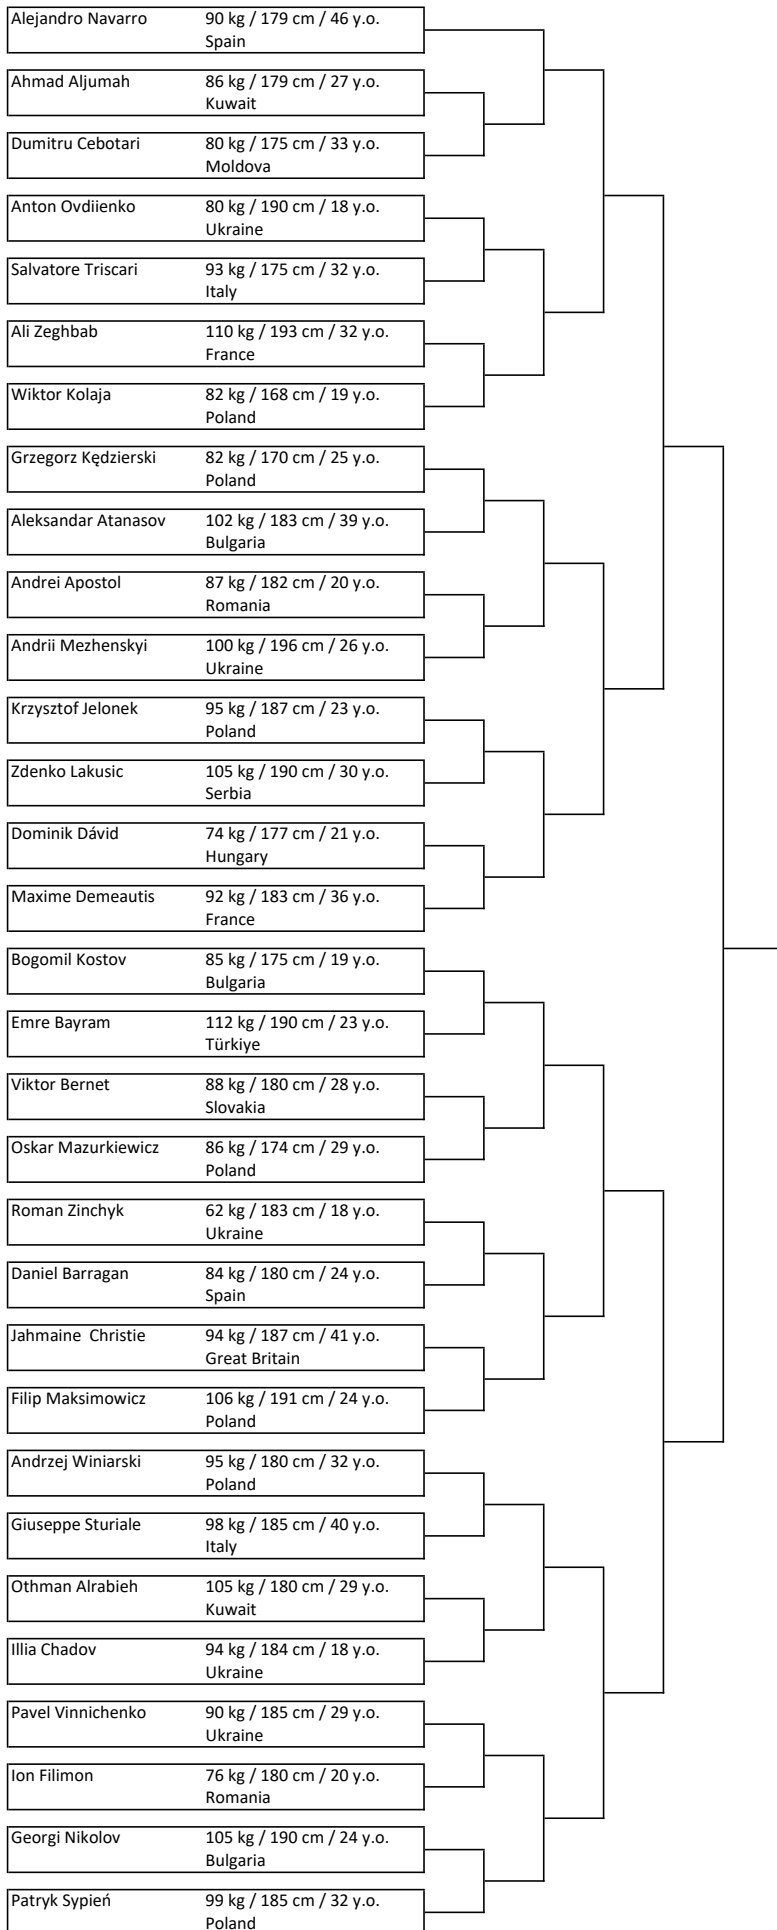 Alejandro Navarro 90 kg / 179 cm / 46 y.o.
Spain
Ahmad Aljumah 86 kg / 179 cm / 27 y.o.
Kuwait
Dumitru Cebotari 80 kg / 175 cm / 33 y.o.
Moldova
Anton Ovdiienko 80 kg / 190 cm / 18 y.o.
Ukraine
Salvatore Triscari 93 kg / 175 cm / 32 y.o.
Italy
Ali Zeghbab 110 kg / 193 cm / 32 y.o.
France
Wiktor Kolaja 82 kg / 168 cm / 19 y.o.
Poland
Grzegorz Kędzierski 82 kg / 170 cm / 25 y.o.
Poland
Aleksandar Atanasov 102 kg / 183 cm / 39 y.o.
Bulgaria
Andrei Apostol 87 kg / 182 cm / 20 y.o.
Romania
Andrii Mezhenskyi 100 kg / 196 cm / 26 y.o.
Ukraine
Krzysztof Jelonek 95 kg / 187 cm / 23 y.o.
Poland
Zdenko Lakusic 105 kg / 190 cm / 30 y.o.
Serbia
Dominik Dávid 74 kg / 177 cm / 21 y.o.
Hungary
Maxime Demeautis 92 kg / 183 cm / 36 y.o.
France
Bogomil Kostov 85 kg / 175 cm / 19 y.o.
Bulgaria
Emre Bayram 112 kg / 190 cm / 23 y.o.
Türkiye
Viktor Bernet 88 kg / 180 cm / 28 y.o.
Slovakia
Oskar Mazurkiewicz 86 kg / 174 cm / 29 y.o.
Poland
Roman Zinchyk 62 kg / 183 cm / 18 y.o.
Ukraine
Daniel Barragan 84 kg / 180 cm / 24 y.o.
Spain
Jahmaine Christie 94 kg / 187 cm / 41 y.o.
Great Britain
Filip Maksimowicz 106 kg / 191 cm / 24 y.o.
Poland
Andrzej Winiarski 95 kg / 180 cm / 32 y.o.
Poland
Giuseppe Sturiale 98 kg / 185 cm / 40 y.o.
Italy
Othman Alrabieh 105 kg / 180 cm / 29 y.o.
Kuwait
Illia Chadov 94 kg / 184 cm / 18 y.o.
Ukraine
Pavel Vinnichenko 90 kg / 185 cm / 29 y.o.
Ukraine
Ion Filimon 76 kg / 180 cm / 20 y.o.
Romania
Georgi Nikolov 105 kg / 190 cm / 24 y.o.
Bulgaria
Patryk Sypień 99 kg / 185 cm / 32 y.o.
Poland